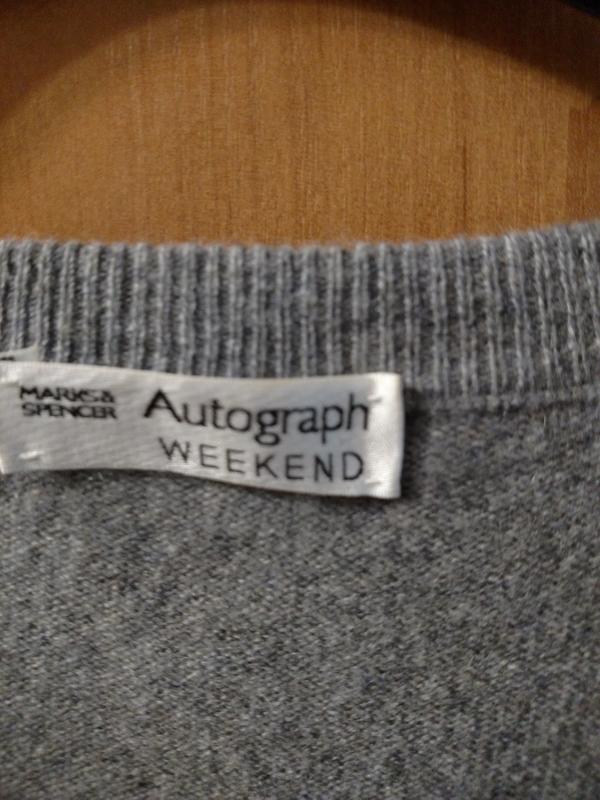 MARKS &
SPENCER
Autograph
WEEKEND